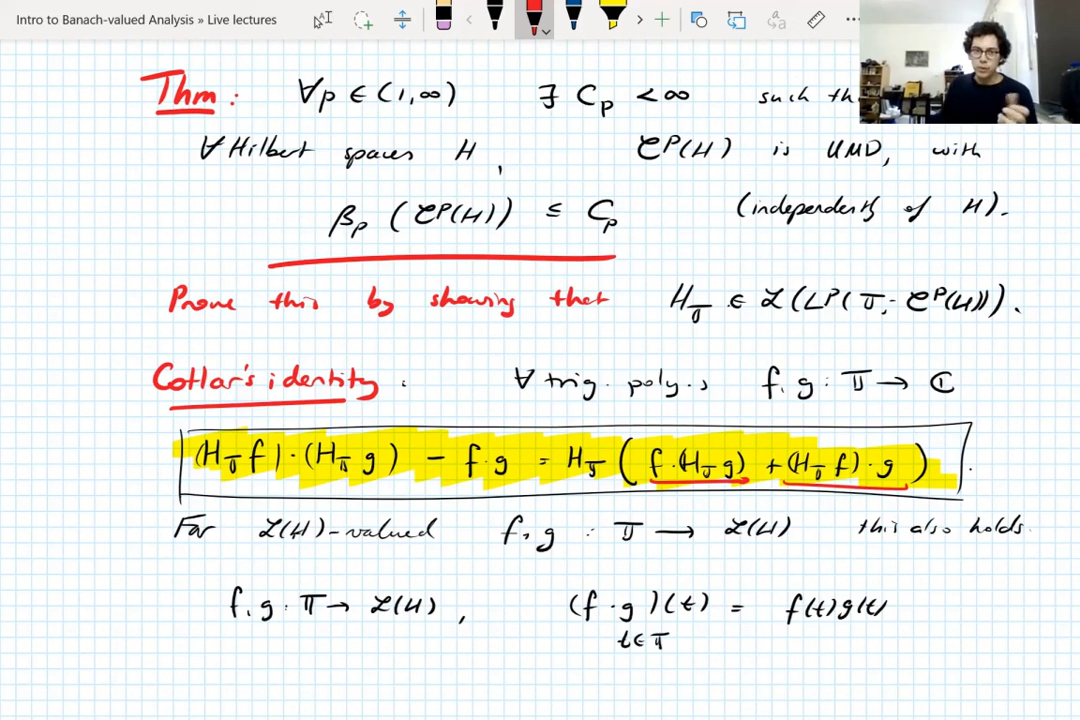 Intro to Banach-valued Analysis » Live lectures
Thm: ∀p ∈ (1,∞) ∃ C_p < ∞ such th
∀ Hilbert spaces H, 𝒞^p(H) is UMD, with
β_p (𝒞^p(H)) ≤ C_p (independently of H).
Prove this by showing that H_𝕋 ∈ ℒ(L^p(𝕋; 𝒞^p(H))).
Cotlar's identity: ∀ trig. poly.s f, g : 𝕋 → ℂ
(H_𝕋 f)·(H_𝕋 g) - f·g = H_𝕋 (f·(H_𝕋 g) + (H_𝕋 f)·g).
For ℒ(H)-valued f, g : 𝕋 → ℒ(H) this also holds.
f, g : 𝕋 → ℒ(H), (f·g)(t) = f(t)g(t)
t ∈ 𝕋